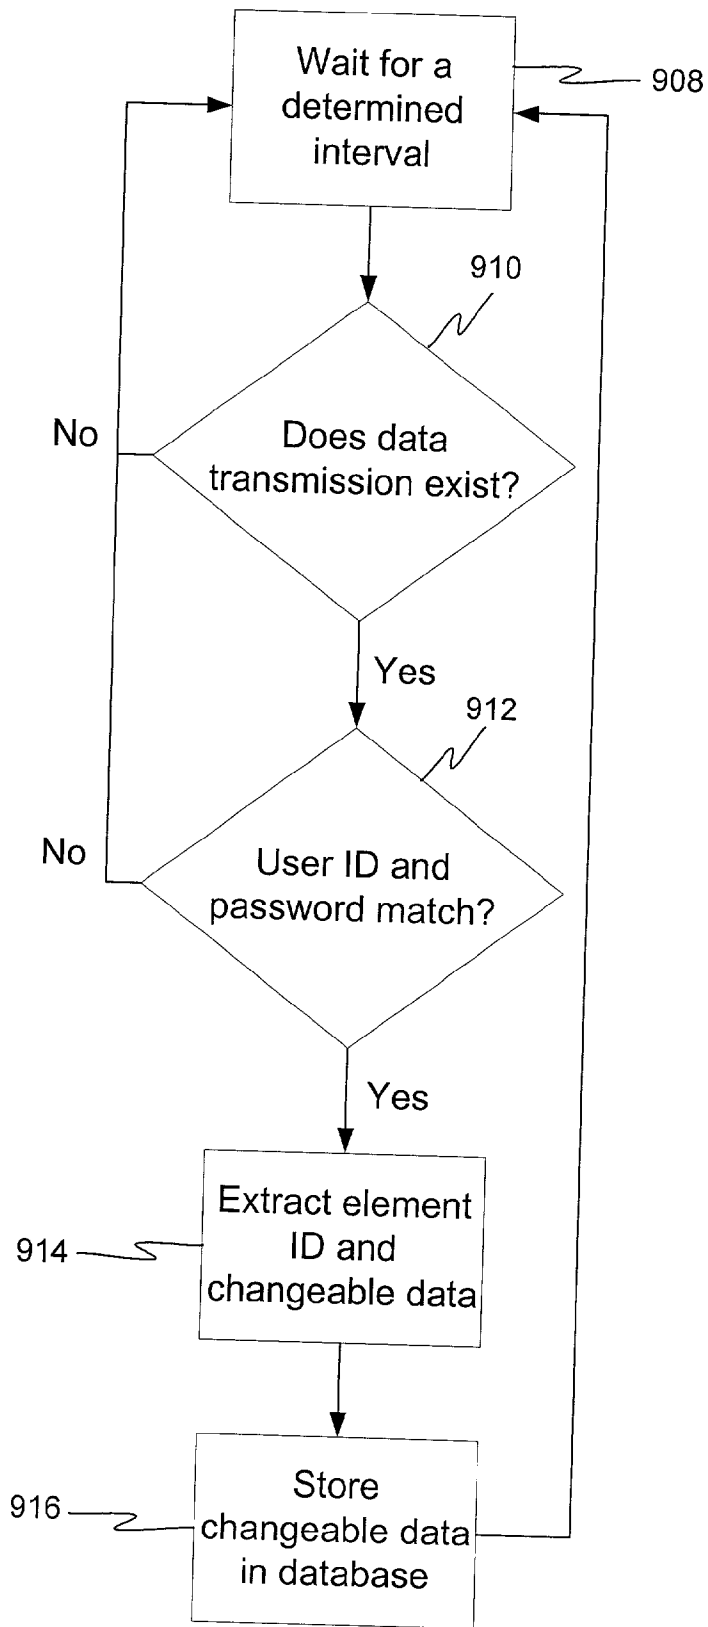 Wait for a
determined
interval
908
910
Does data
transmission exist?
No
Yes
912
User ID and
password match?
No
Yes
Extract element
ID and
changeable data
914
Store
changeable data
in database
916